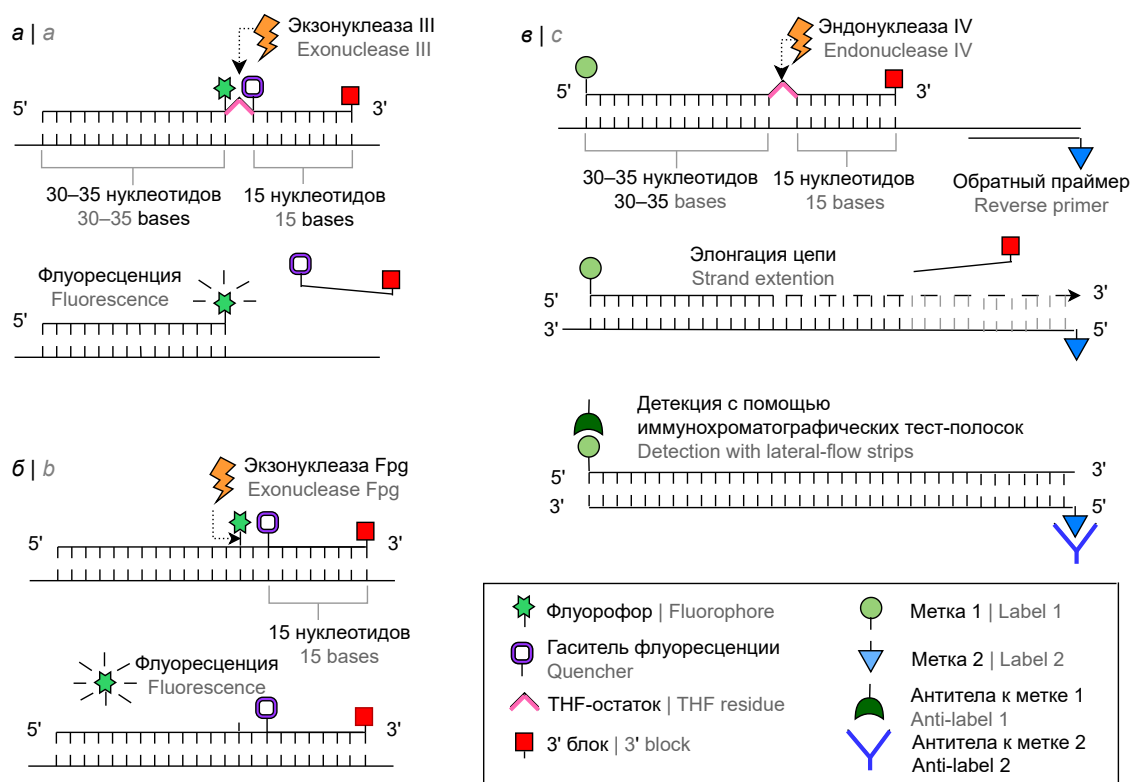 а | a
Экзонуклеаза III
Exonuclease III
5'
3'
30–35 нуклеотидов
30–35 bases
15 нуклеотидов
15 bases
Флуоресценция
Fluorescence
5'
б | b
Экзонуклеаза Fpg
Exonuclease Fpg
5'
3'
15 нуклеотидов
15 bases
Флуоресценция
Fluorescence
5'
3'
в | c
Эндонуклеаза IV
Endonuclease IV
5'
3'
30–35 нуклеотидов
30–35 bases
15 нуклеотидов
15 bases
Обратный праймер
Reverse primer
Элонгация цепи
Strand extention
5'
3'
3'
5'
Детекция с помощью
иммунохроматографических тест-полосок
Detection with lateral-flow strips
5'
3'
3'
5'
Флуорофор | Fluorophore
Гаситель флуоресценции
Quencher
THF-остаток | THF residue
3' блок | 3' block
Метка 1 | Label 1
Метка 2 | Label 2
Антитела к метке 1
Anti-label 1
Антитела к метке 2
Anti-label 2